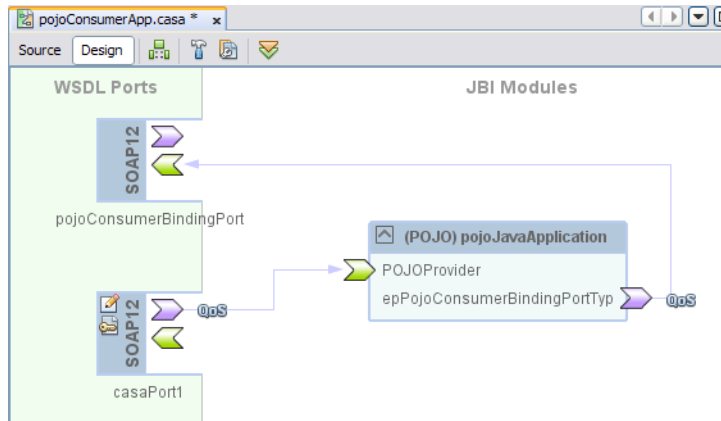 pojoConsumerApp.casa * x
Source Design
WSDL Ports
JBI Modules
SOAP12
pojoConsumerBindingPort
(POJO) pojoJavaApplication
POJOProvider
epPojoConsumerBindingPortTyp
QoS
QoS
SOAP12
casaPort1